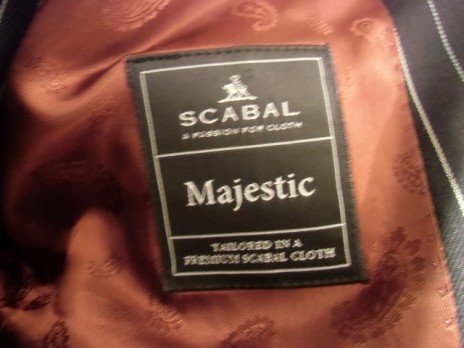 SCABAL
A PASSION FOR CLOTH
Majestic
TAILORED IN A
PREMIUM SCABAL CLOTH